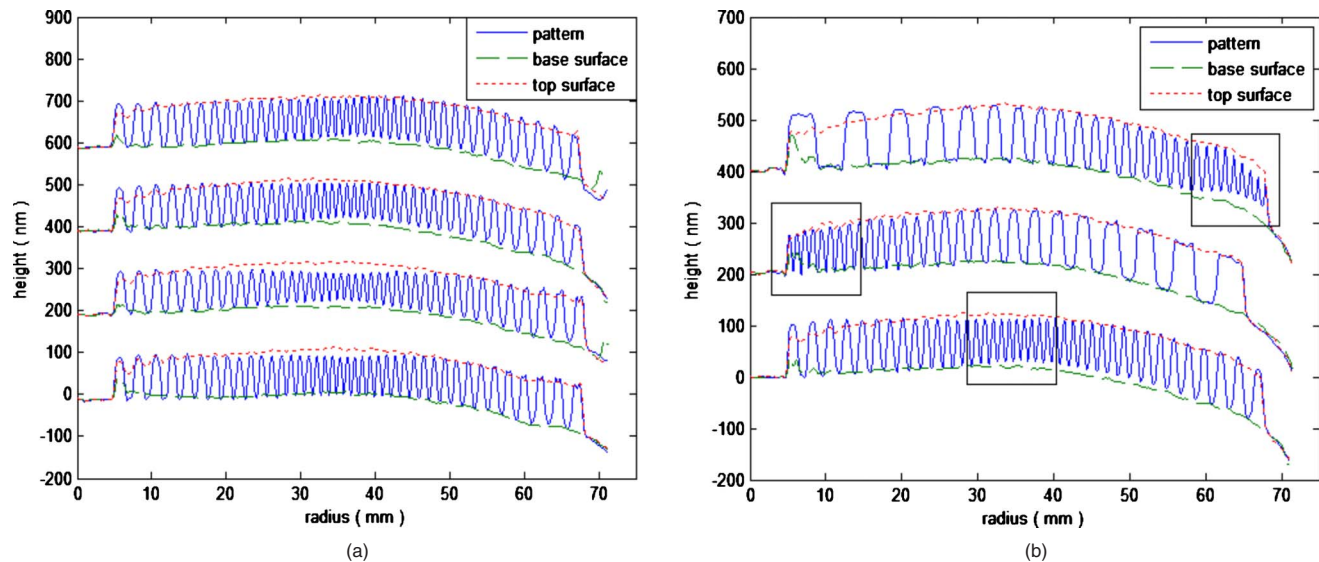 900
800
700
600
500
400
300
200
100
0
-100
-200
height ( nm )
0 10 20 30 40 50 60 70
radius ( mm )
pattern
base surface
top surface
(a)
700
600
500
400
300
200
100
0
-100
-200
height ( nm )
0 10 20 30 40 50 60 70
radius ( mm )
pattern
base surface
top surface
(b)